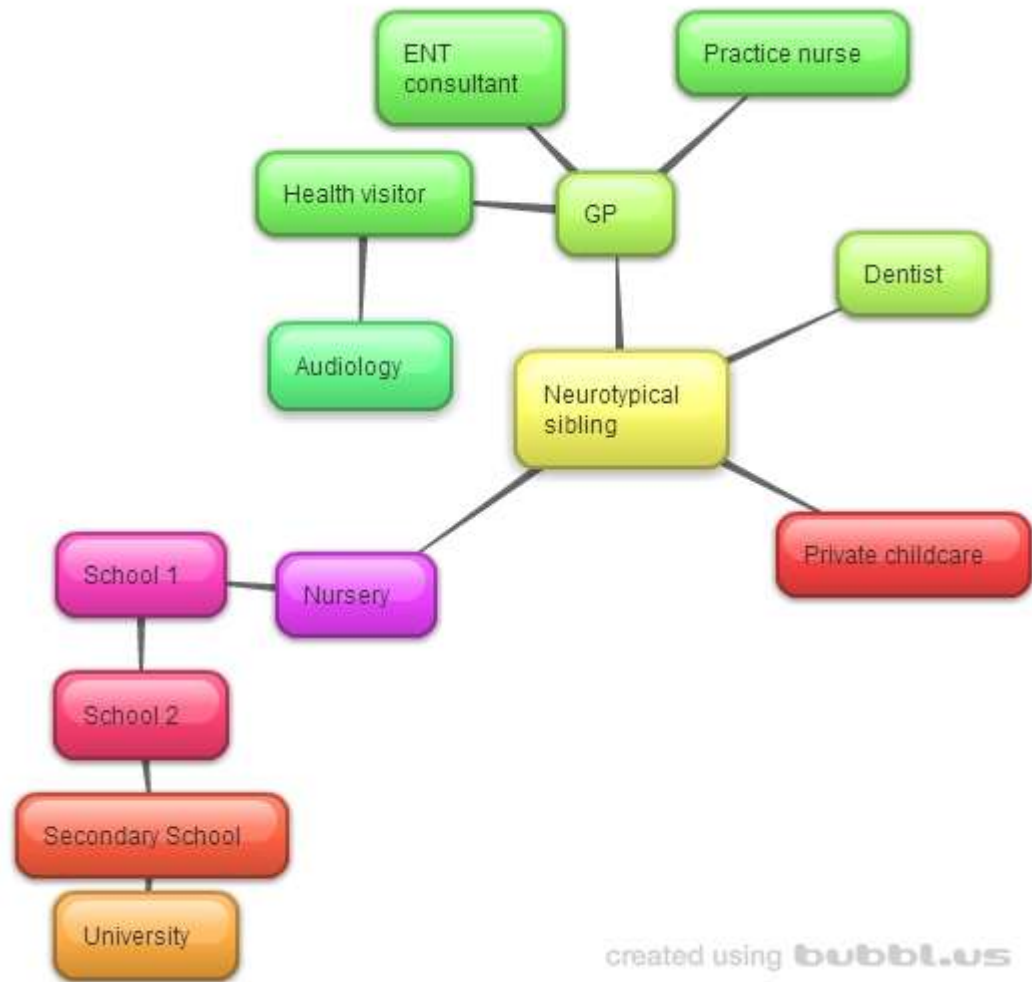 ENT
consultant
Practice nurse
Health visitor
GP
Dentist
Audiology
Neurotypical
sibling
Private childcare
School 1
Nursery
School 2
Secondary School
University
created using bubbl.us